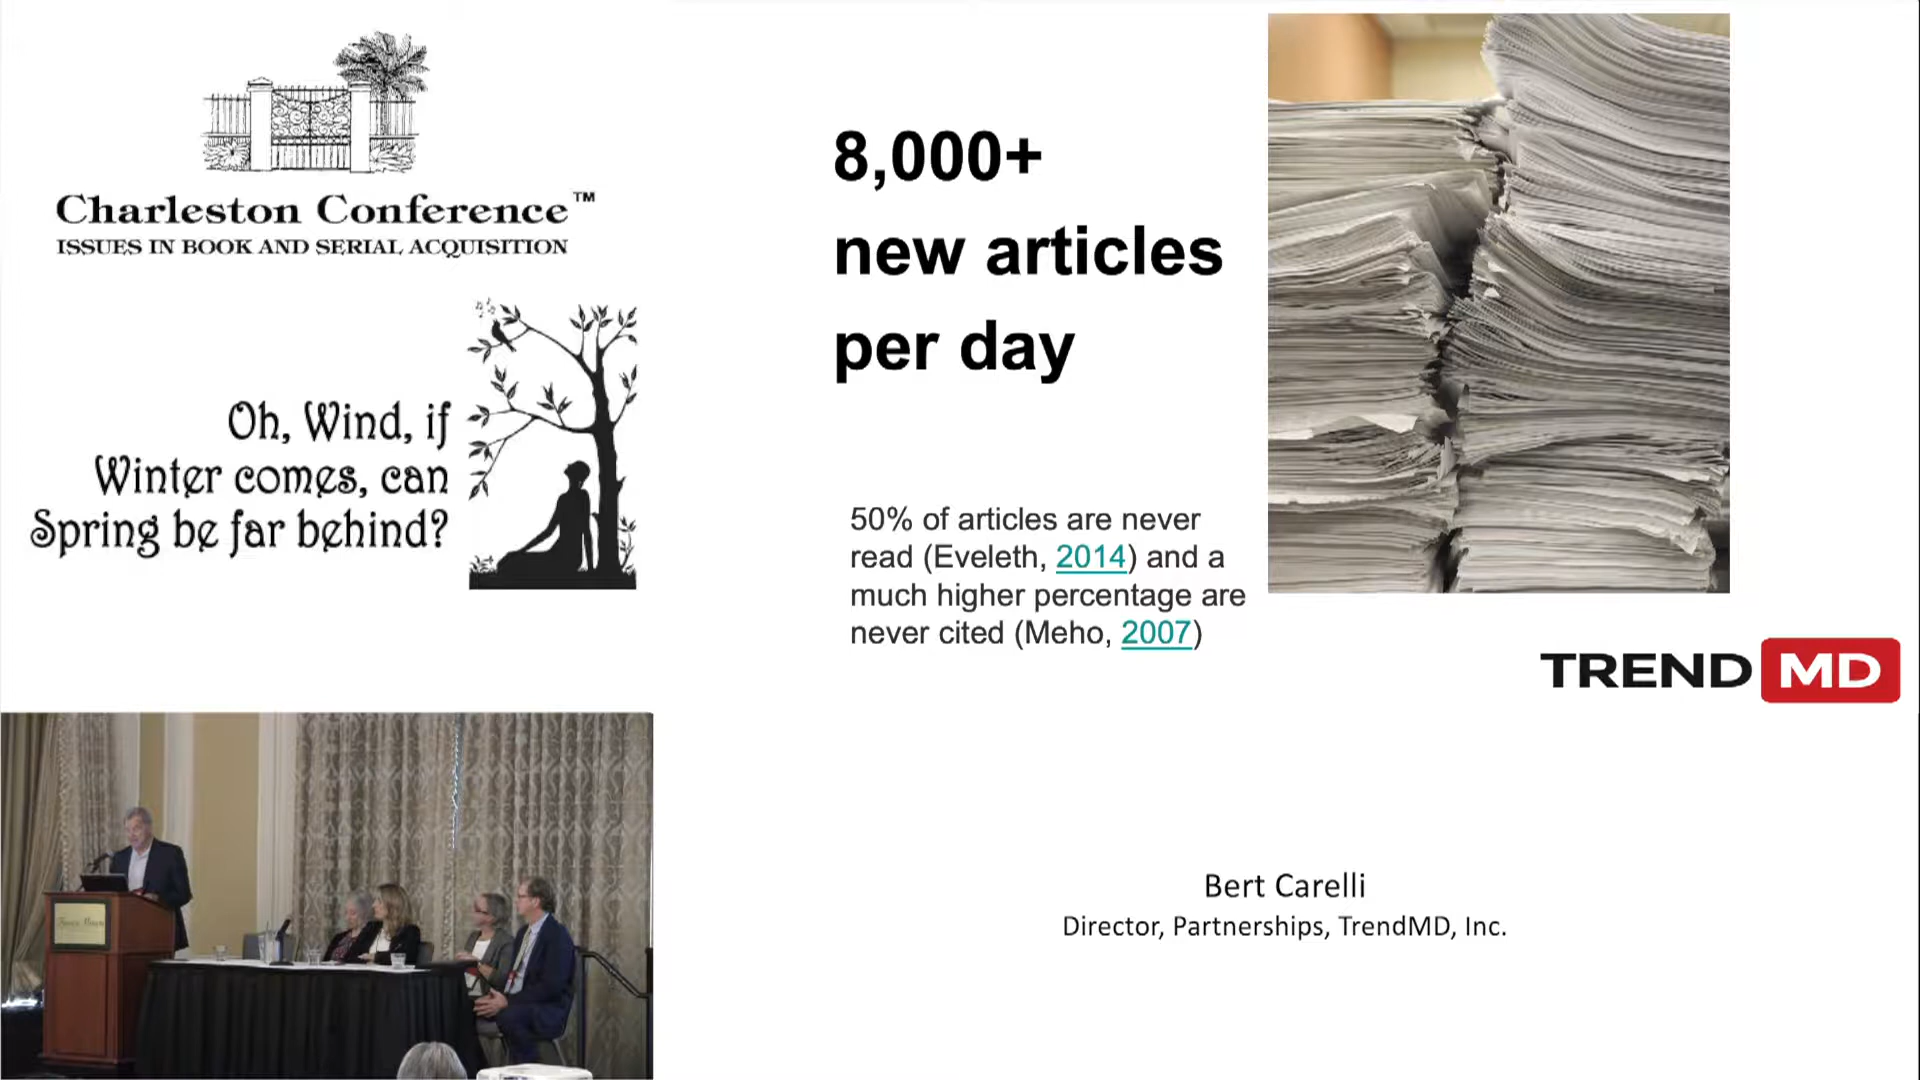 Charleston Conference™
ISSUES IN BOOK AND SERIAL ACQUISITION
Oh, Wind, if
Winter comes, can
Spring be far behind?
8,000+
new articles
per day
50% of articles are never
read (Eveleth, 2014) and a
much higher percentage are
never cited (Meho, 2007)
TREND MD
Bert Carelli
Director, Partnerships, TrendMD, Inc.